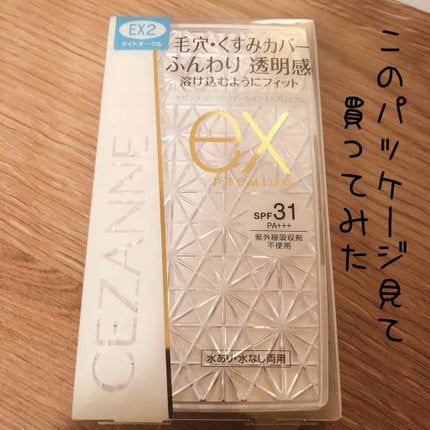 EX2
ライトオークル
毛穴・くすみカバー
ふんわり 透明感
溶け込むようにフィット
セザンヌ UVファンデーション EXプレミアム
ex
PREMIUM
SPF31
PA+++
紫外線吸収剤
不使用
水あり・水なし両用
CEZANNE
このパッケージ見て
買ってみた